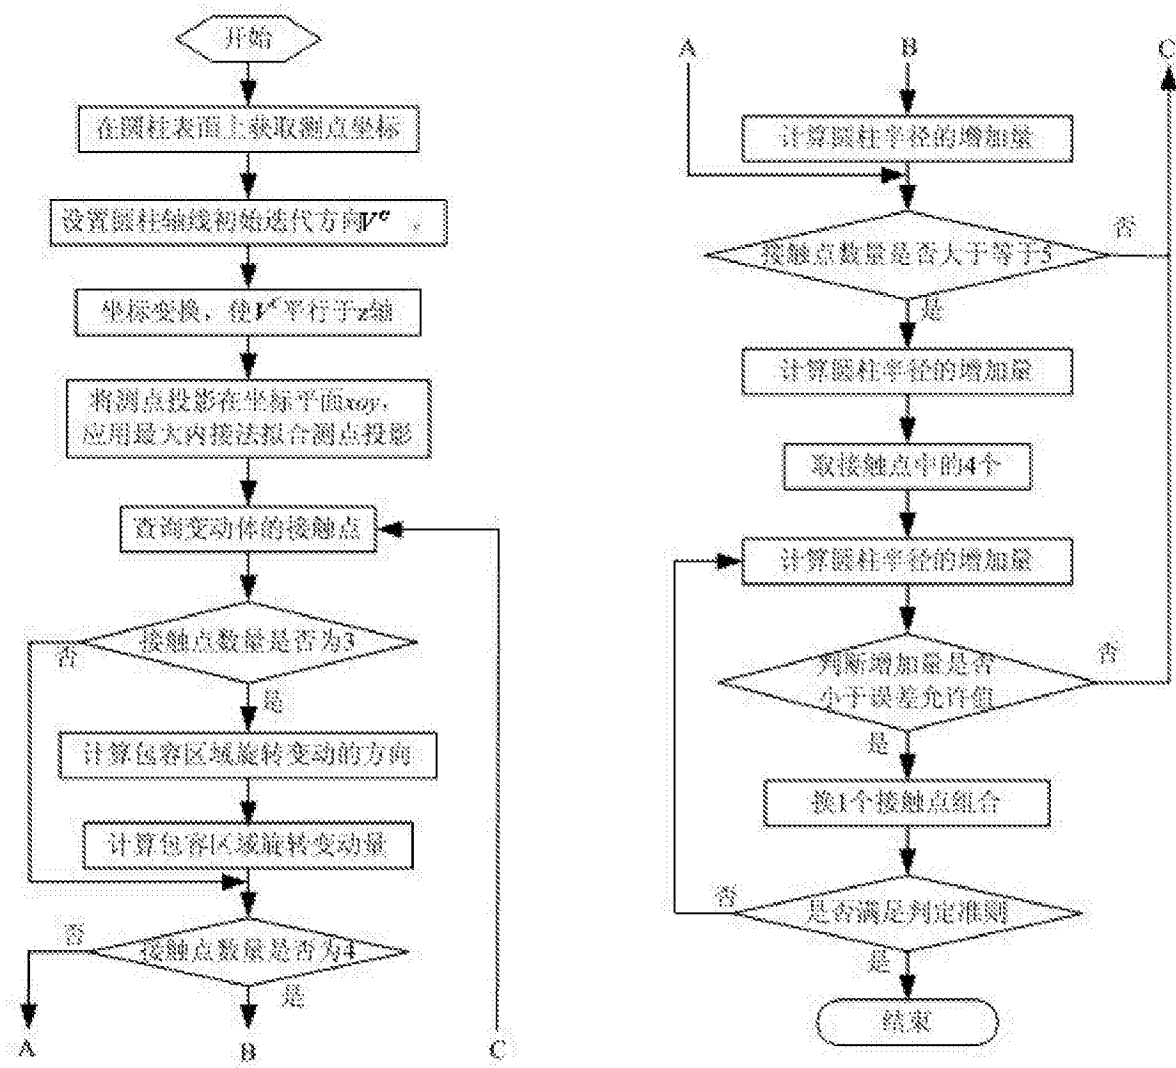 开始
在圆柱表面上获取测点坐标
设置圆柱轴线初始迭代方向V⁰。
坐标变换，使V⁰平行于z轴
将测点投影在坐标平面xoy，
应用最大内接法拟合测点投影
查询变动体的接触点
接触点数量是否为3
否
是
计算包容区域旋转变动的方向
计算包容区域旋转变动量
接触点数量是否为4
否
是
A
B
C
A
B
C
计算圆柱半径的增加量
接触点数量是否大于等于5
否
是
计算圆柱半径的增加量
取接触点中的4个
计算圆柱半径的增加量
判断增加量是否
小于误差允许值
否
是
换1个接触点组合
是否满足判定准则
否
是
结束